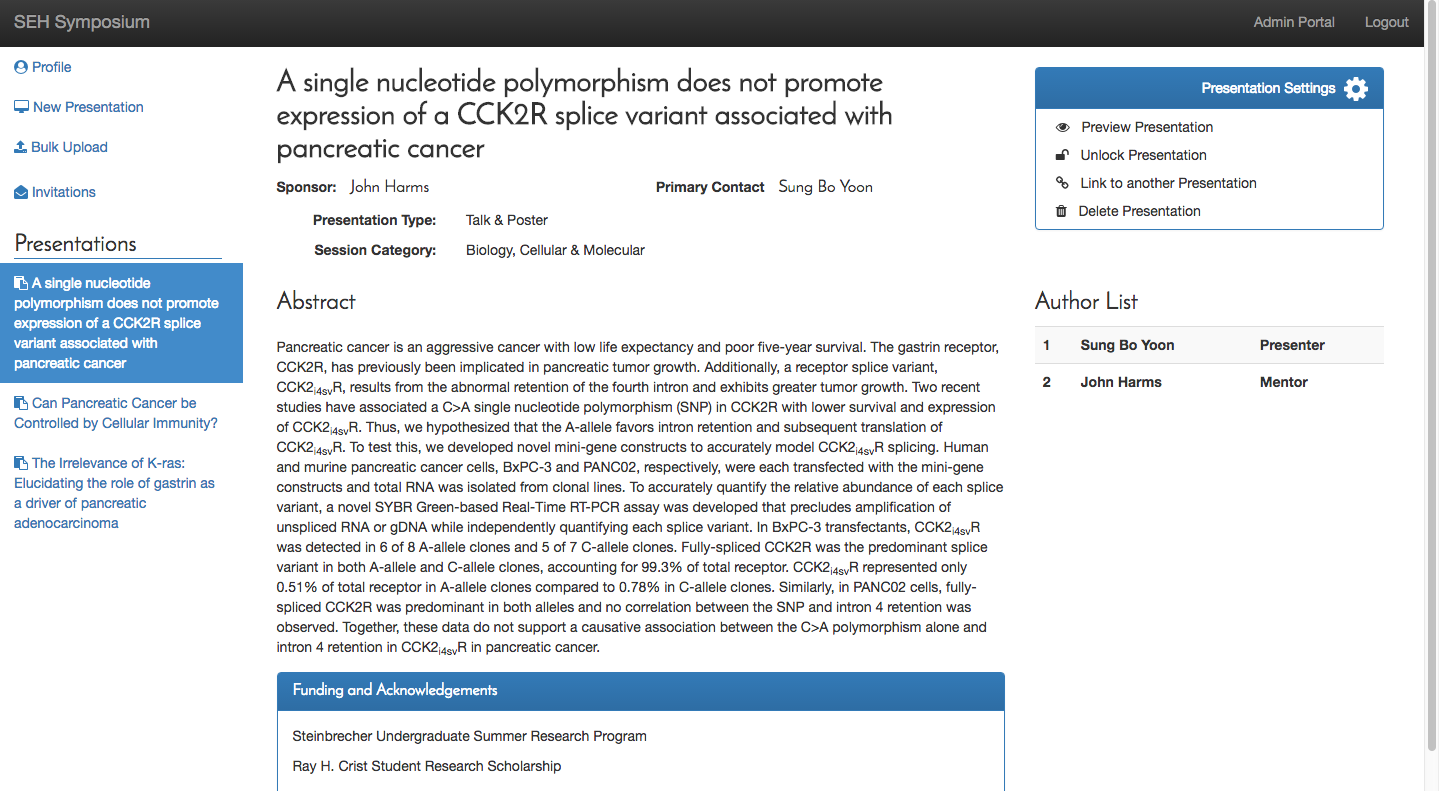 SEH Symposium
Admin Portal
Logout
Profile
New Presentation
Bulk Upload
Invitations
Presentations
A single nucleotide
polymorphism does not promote
expression of a CCK2R splice
variant associated with
pancreatic cancer
Can Pancreatic Cancer be
Controlled by Cellular Immunity?
The Irrelevance of K-ras:
Elucidating the role of gastrin as
a driver of pancreatic
adenocarcinoma
A single nucleotide polymorphism does not promote
expression of a CCK2R splice variant associated with
pancreatic cancer
Sponsor: John Harms
Primary Contact Sung Bo Yoon
Presentation Type: Talk & Poster
Session Category: Biology, Cellular & Molecular
Abstract
Pancreatic cancer is an aggressive cancer with low life expectancy and poor five-year survival. The gastrin receptor,
CCK2R, has previously been implicated in pancreatic tumor growth. Additionally, a receptor splice variant,
CCK2i4svR, results from the abnormal retention of the fourth intron and exhibits greater tumor growth. Two recent
studies have associated a C>A single nucleotide polymorphism (SNP) in CCK2R with lower survival and expression
of CCK2i4svR. Thus, we hypothesized that the A-allele favors intron retention and subsequent translation of
CCK2i4svR. To test this, we developed novel mini-gene constructs to accurately model CCK2i4svR splicing. Human
and murine pancreatic cancer cells, BxPC-3 and PANC02, respectively, were each transfected with the mini-gene
constructs and total RNA was isolated from clonal lines. To accurately quantify the relative abundance of each splice
variant, a novel SYBR Green-based Real-Time RT-PCR assay was developed that precludes amplification of
unspliced RNA or gDNA while independently quantifying each splice variant. In BxPC-3 transfectants, CCK2i4svR
was detected in 6 of 8 A-allele clones and 5 of 7 C-allele clones. Fully-spliced CCK2R was the predominant splice
variant in both A-allele and C-allele clones, accounting for 99.3% of total receptor. CCK2i4svR represented only
0.51% of total receptor in A-allele clones compared to 0.78% in C-allele clones. Similarly, in PANC02 cells, fully-
spliced CCK2R was predominant in both alleles and no correlation between the SNP and intron 4 retention was
observed. Together, these data do not support a causative association between the C>A polymorphism alone and
intron 4 retention in CCK2i4svR in pancreatic cancer.
Funding and Acknowledgements
Steinbrecher Undergraduate Summer Research Program
Ray H. Crist Student Research Scholarship
Presentation Settings
Preview Presentation
Unlock Presentation
Link to another Presentation
Delete Presentation
Author List
1 Sung Bo Yoon Presenter
2 John Harms Mentor